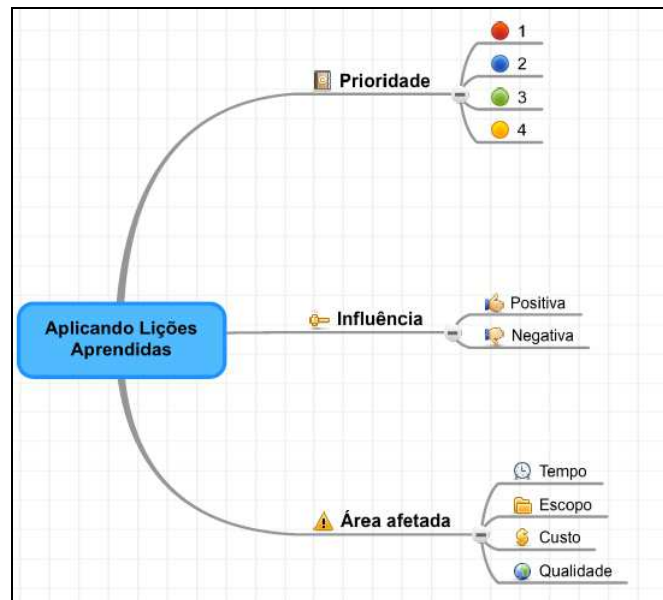 Prioridade
1
2
3
4
Aplicando Lições
Aprendidas
Influência
Positiva
Negativa
Área afetada
Tempo
Escopo
Custo
Qualidade